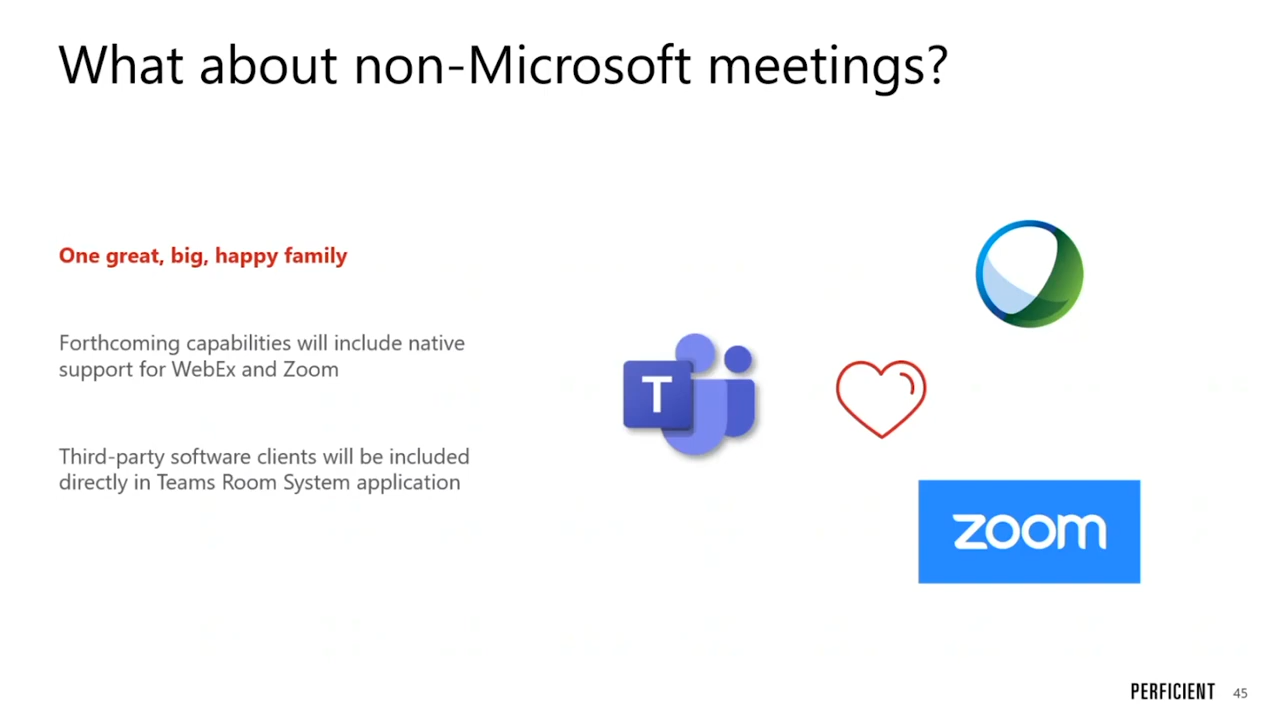 What about non-Microsoft meetings?
One great, big, happy family
Forthcoming capabilities will include native
support for WebEx and Zoom
Third-party software clients will be included
directly in Teams Room System application
T
zoom
PERFICIENT 45